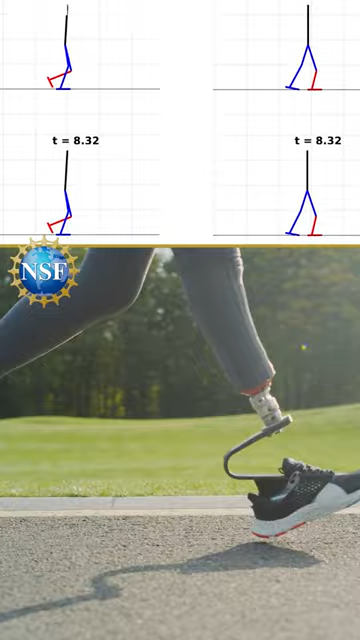 t = 8.32
t = 8.32
NSF